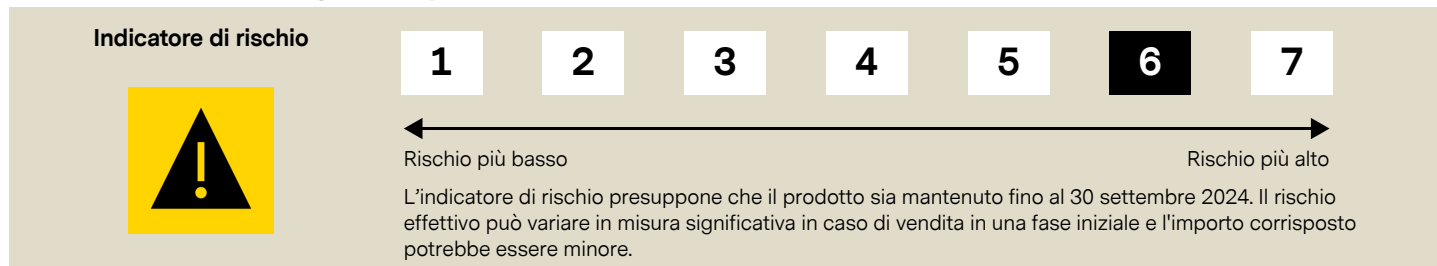 Indicatore di rischio
1 2 3 4 5 6 7
!
Rischio più basso Rischio più alto
L'indicatore di rischio presuppone che il prodotto sia mantenuto fino al 30 settembre 2024. Il rischio
effettivo può variare in misura significativa in caso di vendita in una fase iniziale e l'importo corrisposto
potrebbe essere minore.